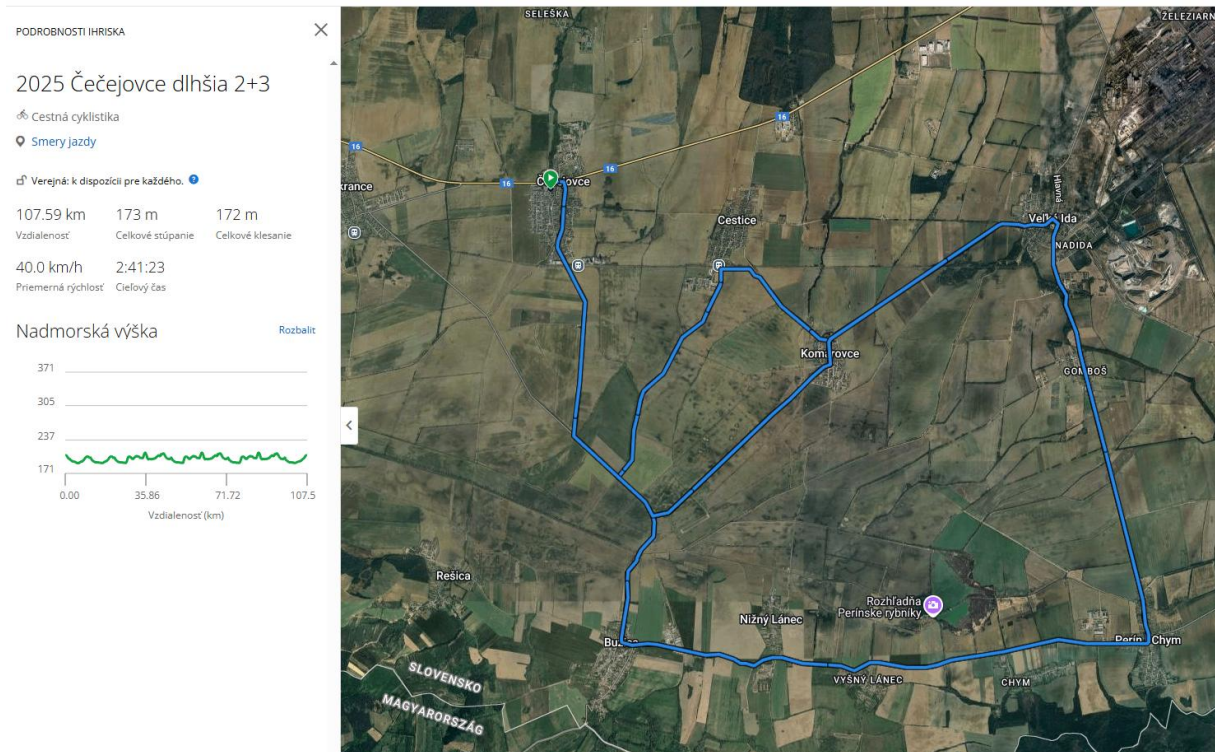 PODROBNOSTI IHRISKA
2025 Čečejovce dlhšia 2+3
Cestná cyklistika
Smery jazdy
Verejná: k dispozícii pre každého. ?
107.59 km 173 m 172 m
Vzdialenosť Celkové stúpanie Celkové klesanie
40.0 km/h 2:41:23
Priemerná rýchlosť Cieľový čas
Nadmorská výška Rozbaliť
371
305
237
171
0.00 35.86 71.72 107.5
Vzdialenosť (km)
SELEŠKA
ŽELEZIARN
16
16
16
16
krance
Cestice
Hlavná
Veľká Ida
NADIDA
Komárovce
GOMBOŠ
Rešica
Rozhľadňa
Perínske rybníky
Nižný Lánec
Perín
Chym
VYŠNÝ LÁNEC
CHYM
SLOVENSKO
MAGYARORSZÁG